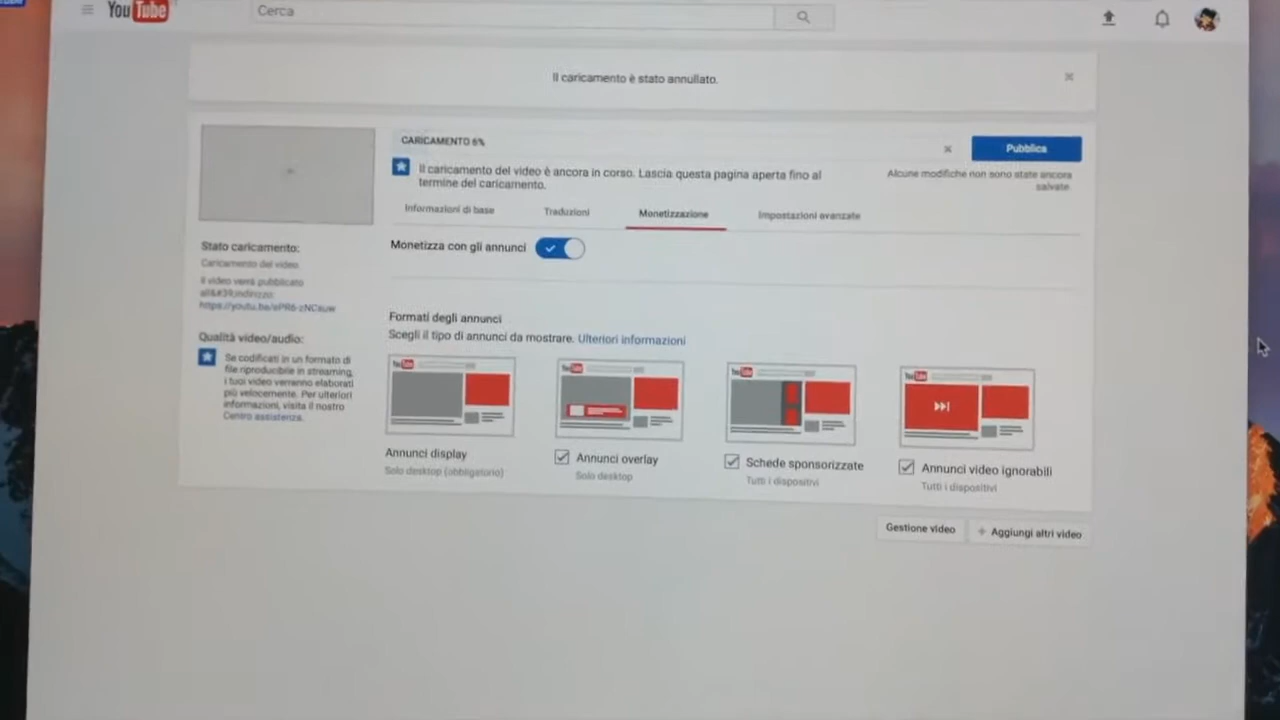 YouTube
Cerca
Il caricamento è stato annullato.
CARICAMENTO 6%
Pubblica
Il caricamento del video è ancora in corso. Lascia questa pagina aperta fino al
termine del caricamento.
Alcune modifiche non sono state ancora
salvate.
Informazioni di base
Traduzioni
Monetizzazione
Impostazioni avanzate
Monetizza con gli annunci
Stato caricamento:
Caricamento del video.
Il video verrà pubblicato
all&#39;indirizzo:
Qualità video/audio:
Se codificati in un formato di
file riproducibile in streaming,
i tuoi video verranno elaborati
più velocemente. Per ulteriori
informazioni, visita il nostro
Centro assistenza.
Formati degli annunci
Scegli il tipo di annunci da mostrare. Ulteriori informazioni
Annunci display
Solo desktop (obbligatorio)
Annunci overlay
Solo desktop
Schede sponsorizzate
Tutti i dispositivi
Annunci video ignorabili
Tutti i dispositivi
Gestione video
+ Aggiungi altri video